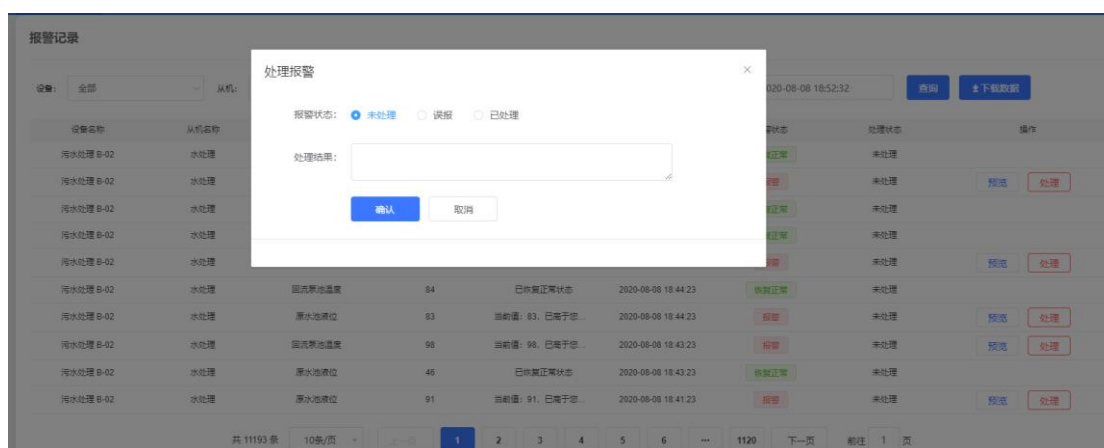 报警记录
处理报警
设备: 全部 从机: 020-08-08 18:52:32 查询 下载数据
报警状态: 未处理 误报 已处理
设备名称 从机名称 警状态 处理状态 操作
处理结果:
污水处理 B-02 水处理 复正常 未处理
污水处理 B-02 水处理 报警 未处理 预览 处理
确认 取消
污水处理 B-02 水处理 复正常 未处理
污水处理 B-02 水处理 复正常 未处理
污水处理 B-02 水处理 报警 未处理 预览 处理
污水处理 B-02 水处理 回流泵池温度 84 已恢复正常状态 2020-08-08 18:44:23 恢复正常 未处理
污水处理 B-02 水处理 原水池液位 83 当前值: 83, 已高于您... 2020-08-08 18:44:23 报警 未处理 预览 处理
污水处理 B-02 水处理 回流泵池温度 98 当前值: 98, 已高于您... 2020-08-08 18:43:23 报警 未处理 预览 处理
污水处理 B-02 水处理 原水池液位 46 已恢复正常状态 2020-08-08 18:43:23 恢复正常 未处理
污水处理 B-02 水处理 原水池液位 91 当前值: 91, 已高于您... 2020-08-08 18:41:23 报警 未处理 预览 处理
共 11193 条 10条/页 上一页 1 2 3 4 5 6 ... 1120 下一页 前往 1 页